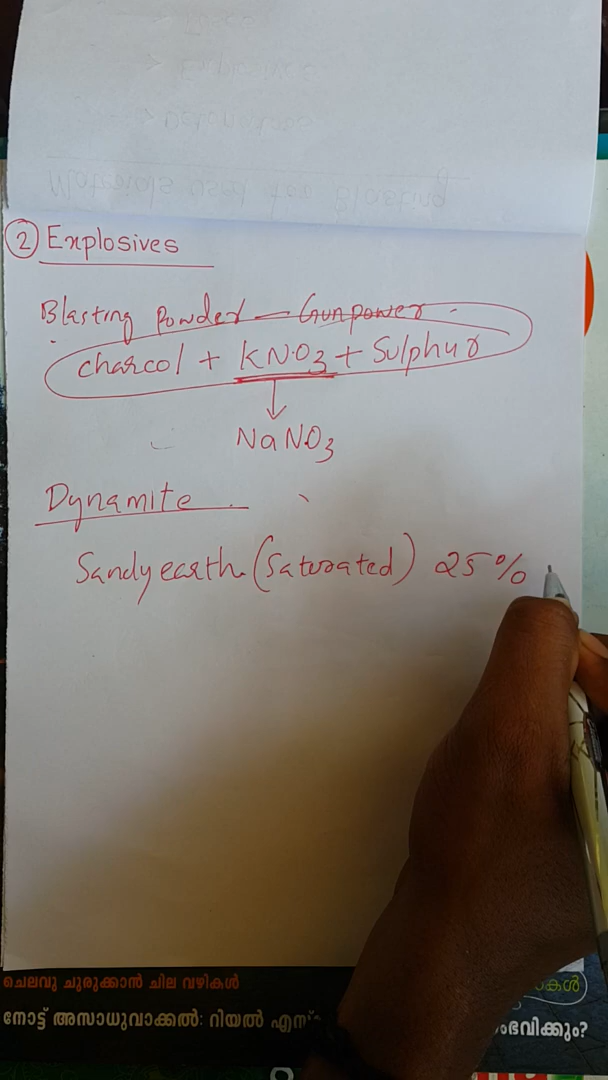 ② Explosives
Blasting Powder — Gunpower.
charcol + KNO3 + Sulphur
NaNO3
Dynamite
Sandy earth (Saturated) 25%
ചെലവു ചുരുക്കാൻ ചില വഴികൾ
നോട്ട് അസാധുവാക്കൽ: റിയൽ